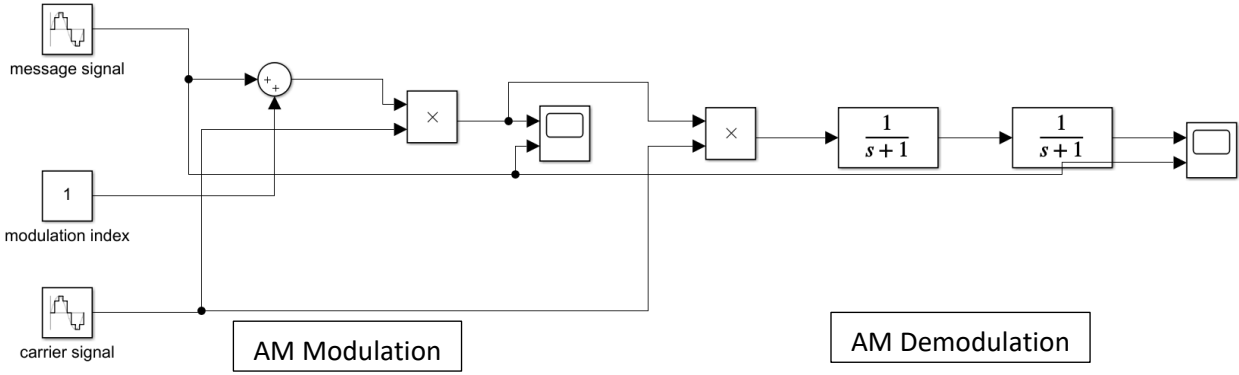 message signal
+
+
×
×
1
s + 1
1
s + 1
1
modulation index
carrier signal
AM Modulation
AM Demodulation